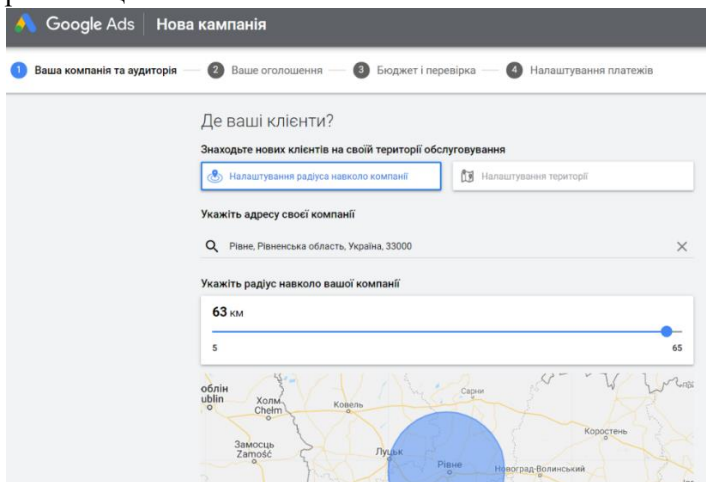 Google Ads Нова кампанія
1 Ваша компанія та аудиторія 2 Ваше оголошення 3 Бюджет і перевірка 4 Налаштування платежів
Де ваші клієнти?
Знаходьте нових клієнтів на своїй території обслуговування
Налаштування радіуса навколо компанії Налаштування території
Укажіть адресу своєї компанії
Рівне, Рівненська область, Україна, 33000
Укажіть радіус навколо вашої компанії
63 км
5 65
облін
ublin
Холм
Chełm
Ковель
Сарни
Коростень
Замосць
Zamość
Луцьк
Рівне
Новоград-Волинський